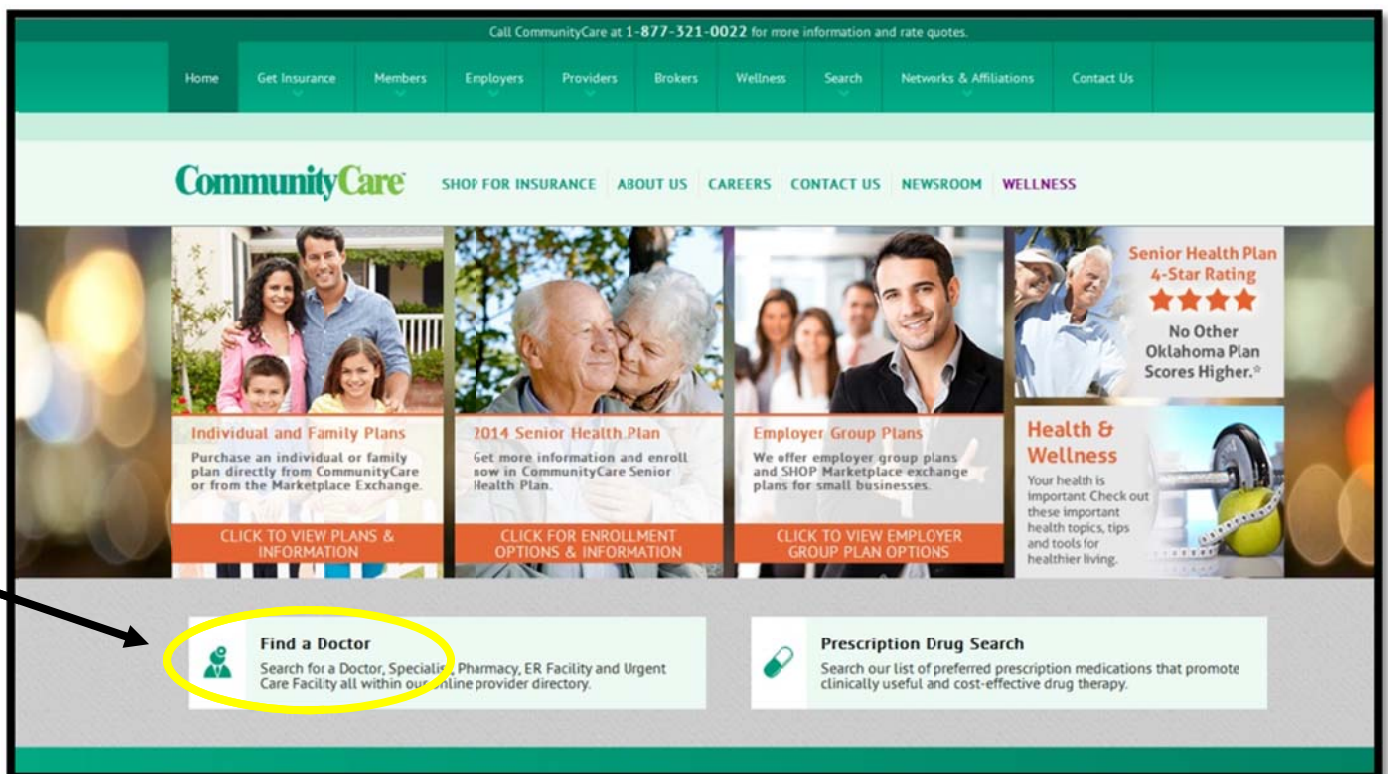 Call CommunityCare at 1-877-321-0022 for more information and rate quotes.
Home Get Insurance Members Employers Providers Brokers Wellness Search Networks & Affiliations Contact Us
CommunityCare SHOP FOR INSURANCE ABOUT US CAREERS CONTACT US NEWSROOM WELLNESS
Individual and Family Plans
Purchase an individual or family
plan directly from CommunityCare
or from the Marketplace Exchange.
CLICK TO VIEW PLANS &
INFORMATION
2014 Senior Health Plan
Get more information and enroll
now in CommunityCare Senior
Health Plan.
CLICK FOR ENROLLMENT
OPTIONS & INFORMATION
Employer Group Plans
We offer employer group plans
and SHOP Marketplace exchange
plans for small businesses.
CLICK TO VIEW EMPLOYER
GROUP PLAN OPTIONS
Senior Health Plan
4-Star Rating
No Other
Oklahoma Plan
Scores Higher.*
Health &
Wellness
Your health is
important Check out
these important
health topics, tips
and tools for
healthier living.
Find a Doctor
Search for a Doctor, Specialist, Pharmacy, ER Facility and Urgent
Care Facility all within our online provider directory.
Prescription Drug Search
Search our list of preferred prescription medications that promote
clinically useful and cost-effective drug therapy.